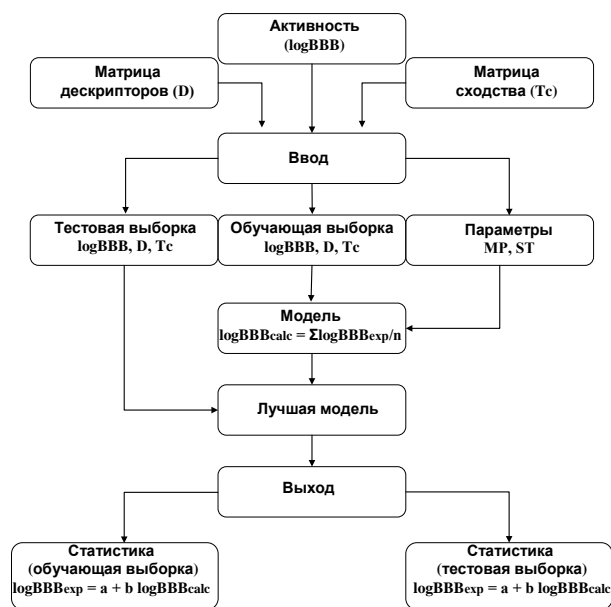 Активность
(logBBB)
Матрица
дескрипторов (D)
Матрица
сходства (Tc)
Ввод
Тестовая выборка
logBBB, D, Tc
Обучающая выборка
logBBB, D, Tc
Параметры
MP, ST
Модель
logBBBcalc = ΣlogBBBexp/n
Лучшая модель
Выход
Статистика
(обучающая выборка)
logBBBexp = a + b logBBBcalc
Статистика
(тестовая выборка)
logBBBexp = a + b logBBBcalc